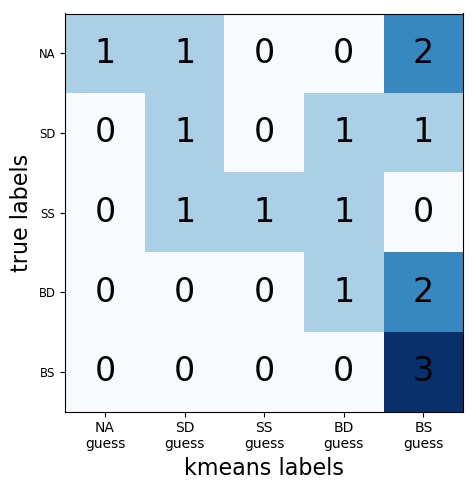 NA 1 1 0 0 2
SD 0 1 0 1 1
SS 0 1 1 1 0
BD 0 0 0 1 2
BS 0 0 0 0 3
true labels
NA SD SS BD BS
guess guess guess guess guess
kmeans labels